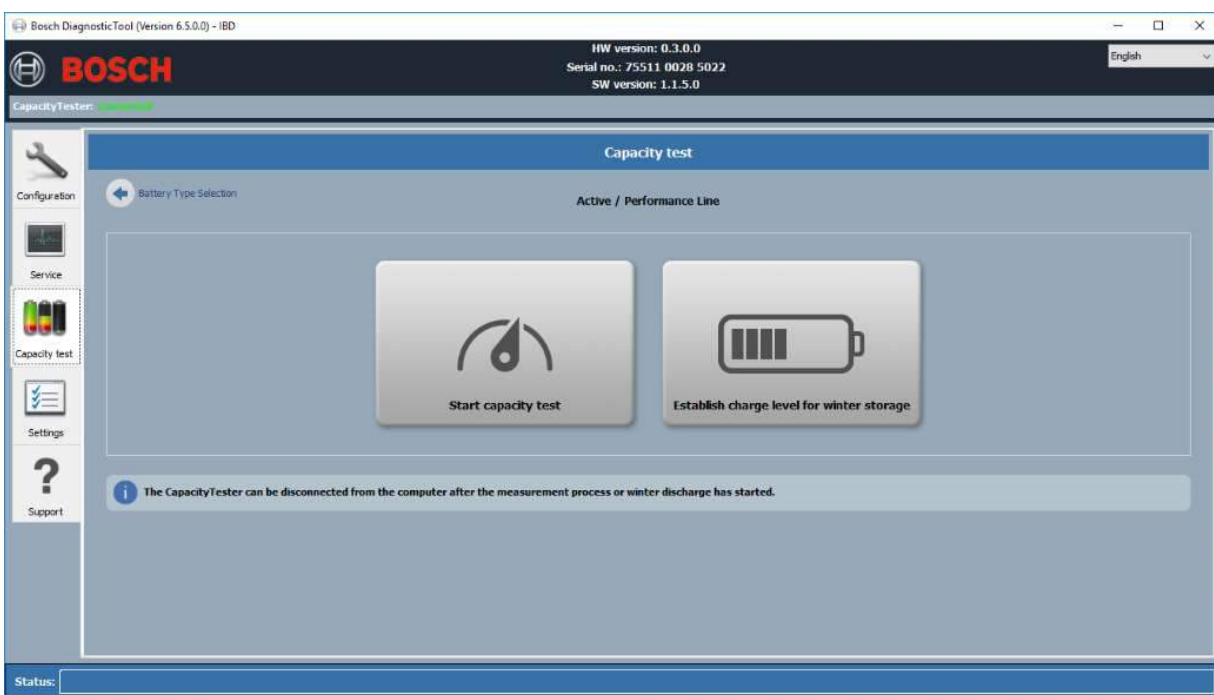 Bosch DiagnosticTool (Version 6.5.0.0) - IBD
BOSCH
HW version: 0.3.0.0
Serial no.: 75511 0028 5022
SW version: 1.1.5.0
English
CapacityTester:
Capacity test
Configuration
Battery Type Selection
Active / Performance Line
Service
Capacity test
Start capacity test
Establish charge level for winter storage
Settings
The CapacityTester can be disconnected from the computer after the measurement process or winter discharge has started.
Support
Status: